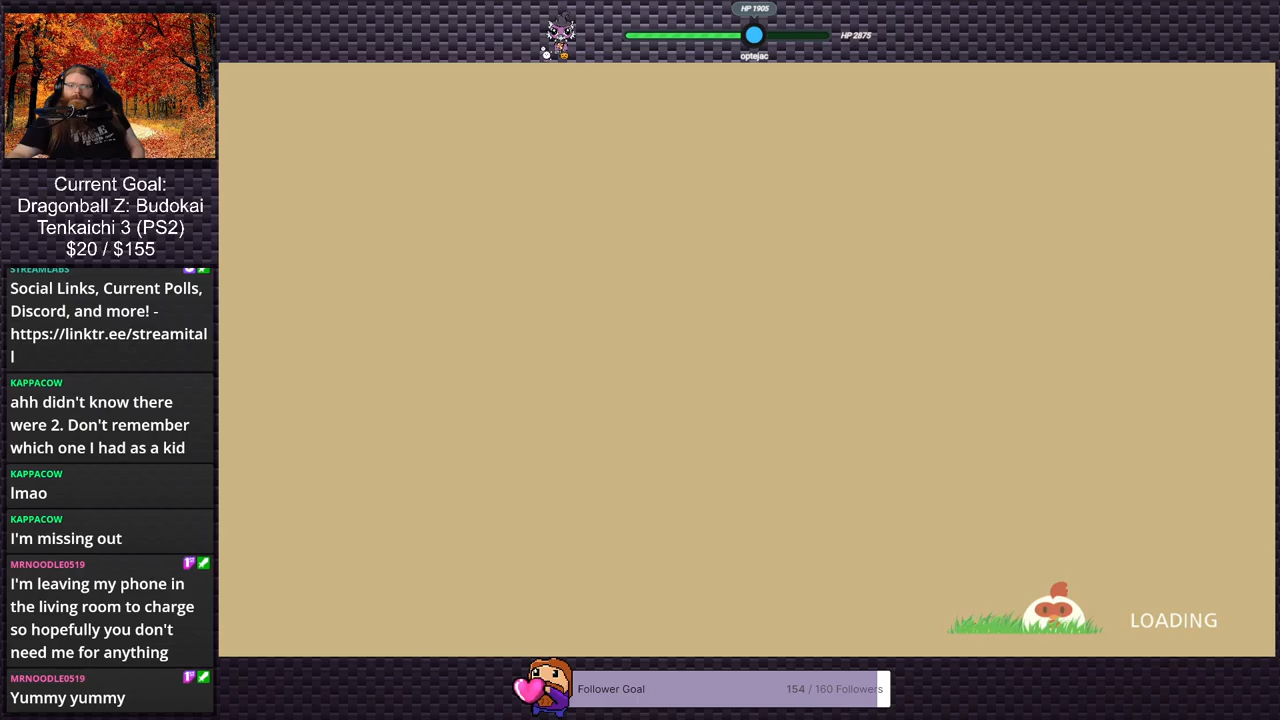 HP 1905
HP 2875
optejac
Current Goal:
Dragonball Z: Budokai
Tenkaichi 3 (PS2)
$20 / $155
STREAMLABS
Social Links, Current Polls,
Discord, and more! -
https://linktr.ee/streamital
l
KAPPACOW
ahh didn't know there
were 2. Don't remember
which one I had as a kid
KAPPACOW
lmao
KAPPACOW
I'm missing out
MRNOODLE0519
I'm leaving my phone in
the living room to charge
so hopefully you don't
need me for anything
MRNOODLE0519
Yummy yummy
LOADING
Follower Goal
154 / 160 Followers